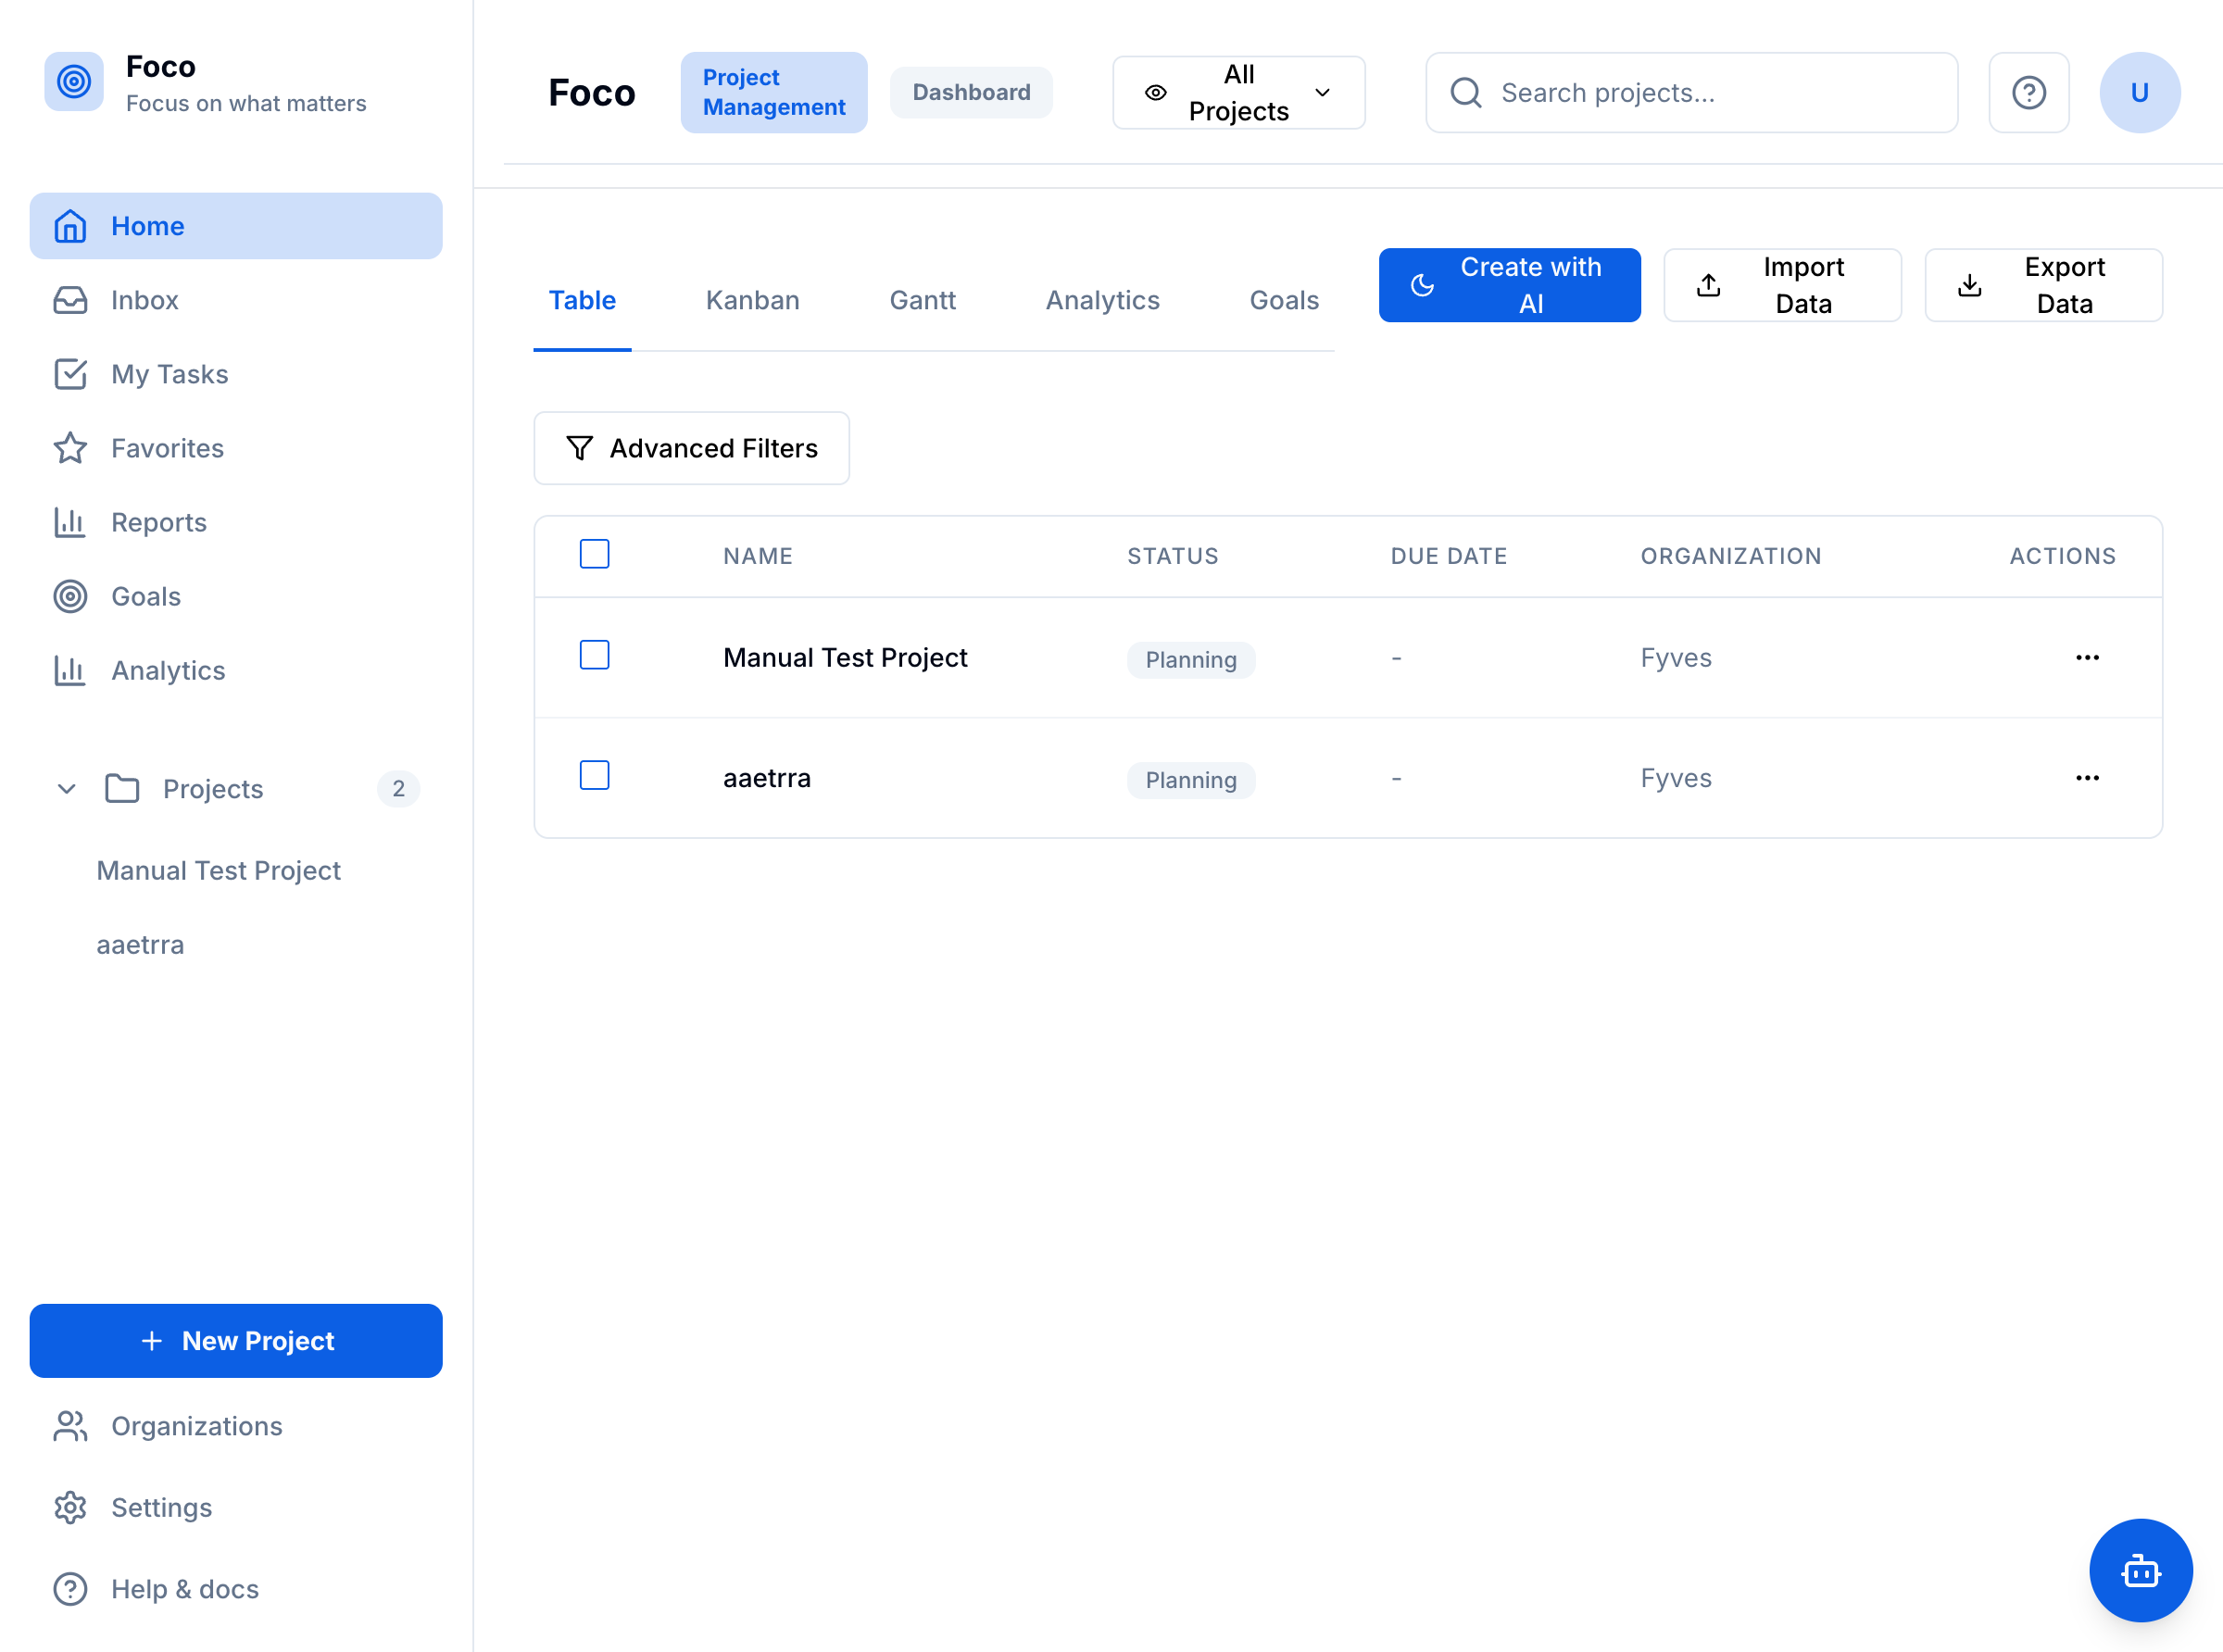 Foco
Focus on what matters
Home
Inbox
My Tasks
Favorites
Reports
Goals
Analytics
Projects 2
Manual Test Project
aaetrra
New Project
Organizations
Settings
Help & docs
Foco
Project
Management
Dashboard
All
Projects
Search projects...
U
Table Kanban Gantt Analytics Goals
Create with
AI
Import
Data
Export
Data
Advanced Filters
NAME STATUS DUE DATE ORGANIZATION ACTIONS
Manual Test Project Planning - Fyves ...
aaetrra Planning - Fyves ...